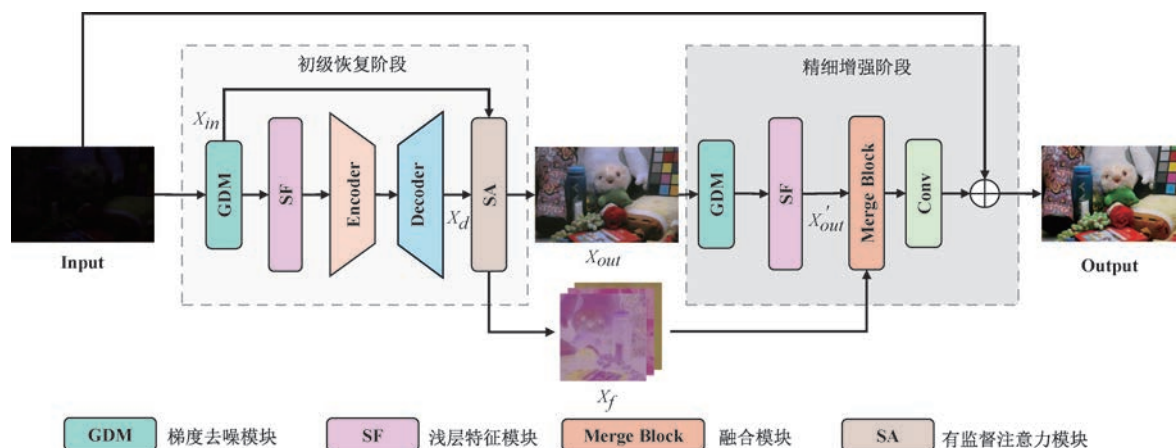 初级恢复阶段
精细增强阶段
X_in
GDM
SF
Encoder
Decoder
X_d
SA
GDM
SF
X'_out
Merge Block
Conv
Input
X_out
Output
X_f
GDM 梯度去噪模块
SF 浅层特征模块
Merge Block 融合模块
SA 有监督注意力模块